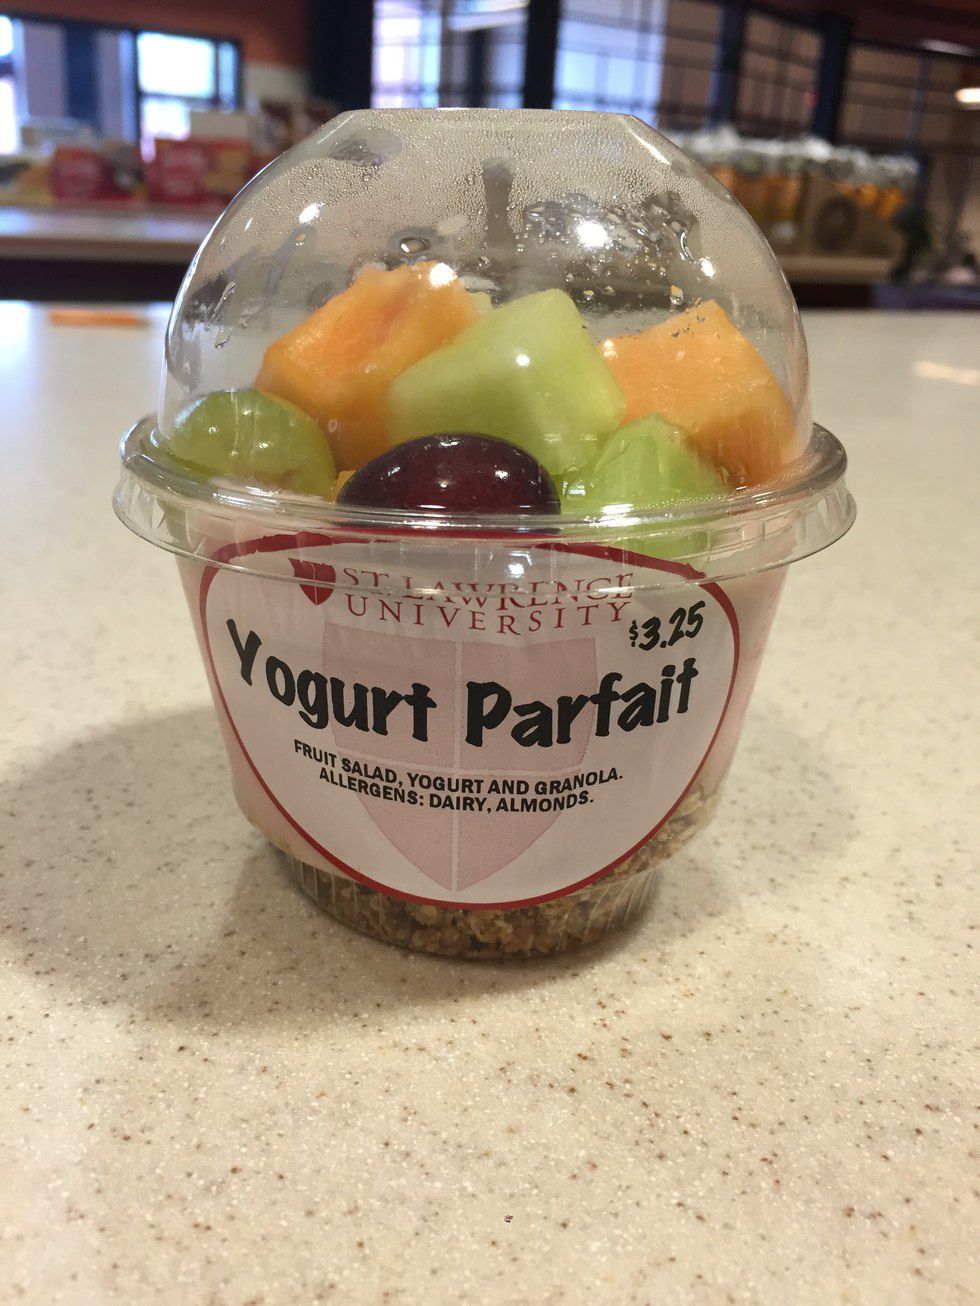 ST. LAWRENCE
UNIVERSITY
$3.25
Yogurt Parfait
FRUIT SALAD, YOGURT AND GRANOLA.
ALLERGENS: DAIRY, ALMONDS.